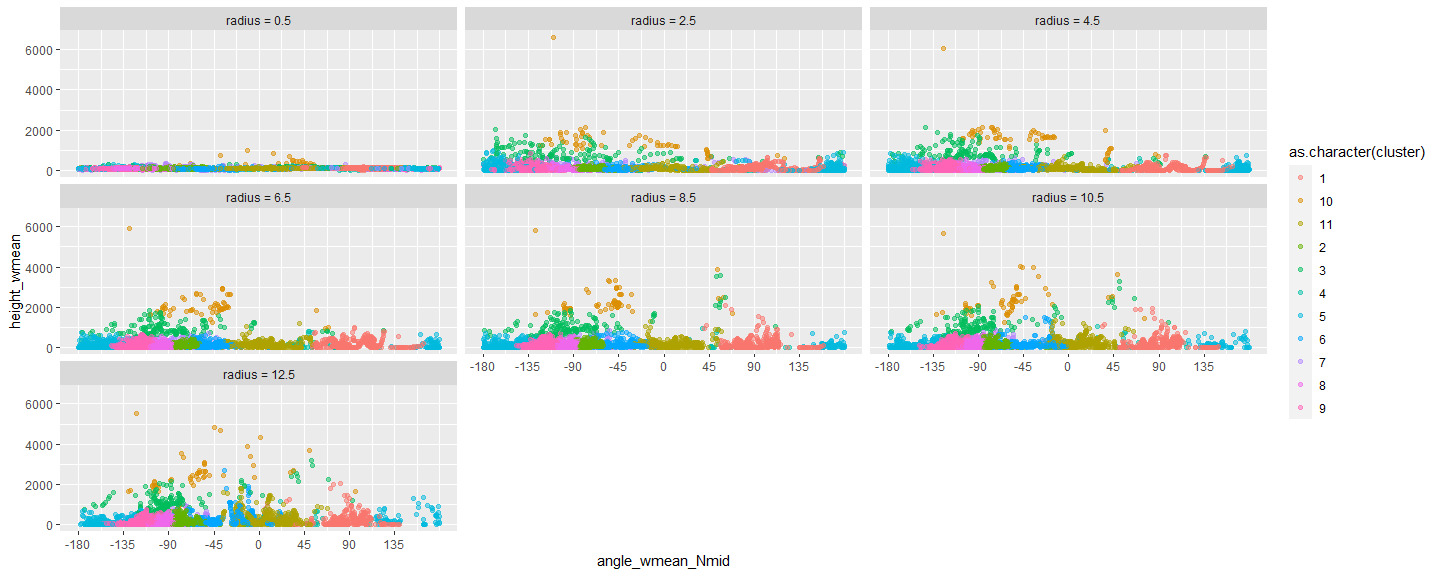 radius = 0.5 radius = 2.5 radius = 4.5
6000
4000
2000
0
radius = 6.5 radius = 8.5 radius = 10.5
6000
4000
2000
0
-180 -135 -90 -45 0 45 90 135 -180 -135 -90 -45 0 45 90 135
radius = 12.5
6000
4000
2000
0
-180 -135 -90 -45 0 45 90 135
angle_wmean_Nmid
height_wmean
as.character(cluster)
1
10
11
2
3
4
5
6
7
8
9